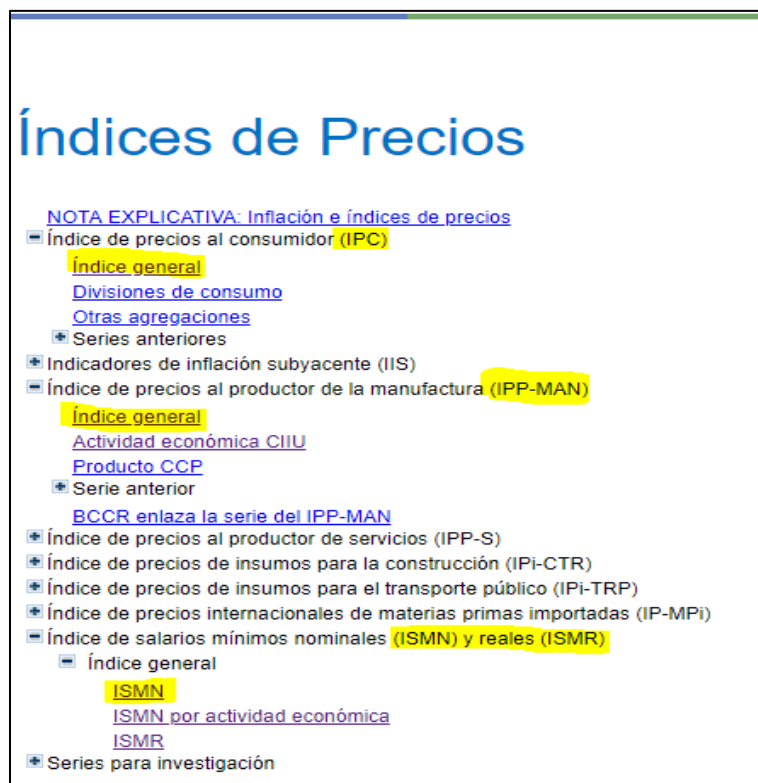 Índices de Precios
NOTA EXPLICATIVA: Inflación e índices de precios
Índice de precios al consumidor (IPC)
Índice general
Divisiones de consumo
Otras agregaciones
Series anteriores
Indicadores de inflación subyacente (IIS)
Índice de precios al productor de la manufactura (IPP-MAN)
Índice general
Actividad económica CIIU
Producto CCP
Serie anterior
BCCR enlaza la serie del IPP-MAN
Índice de precios al productor de servicios (IPP-S)
Índice de precios de insumos para la construcción (IPi-CTR)
Índice de precios de insumos para el transporte público (IPi-TRP)
Índice de precios internacionales de materias primas importadas (IP-MPi)
Índice de salarios mínimos nominales (ISMN) y reales (ISMR)
Índice general
ISMN
ISMN por actividad económica
ISMR
Series para investigación